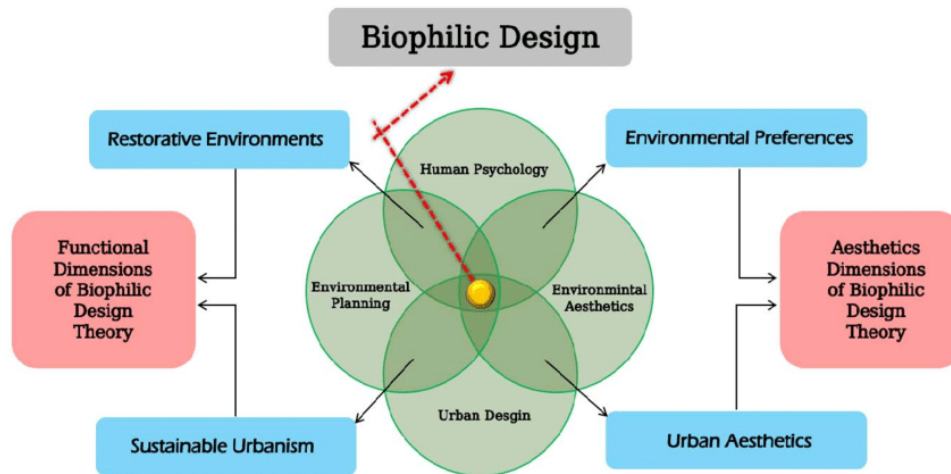 Biophilic Design
Restorative Environments
Environmental Preferences
Human Psychology
Functional
Dimensions
of Biophilic
Design
Theory
Environmental
Planning
Environmintal
Aesthetics
Aesthetics
Dimensions
of Biophilic
Design
Theory
Urban Desgin
Sustainable Urbanism
Urban Aesthetics